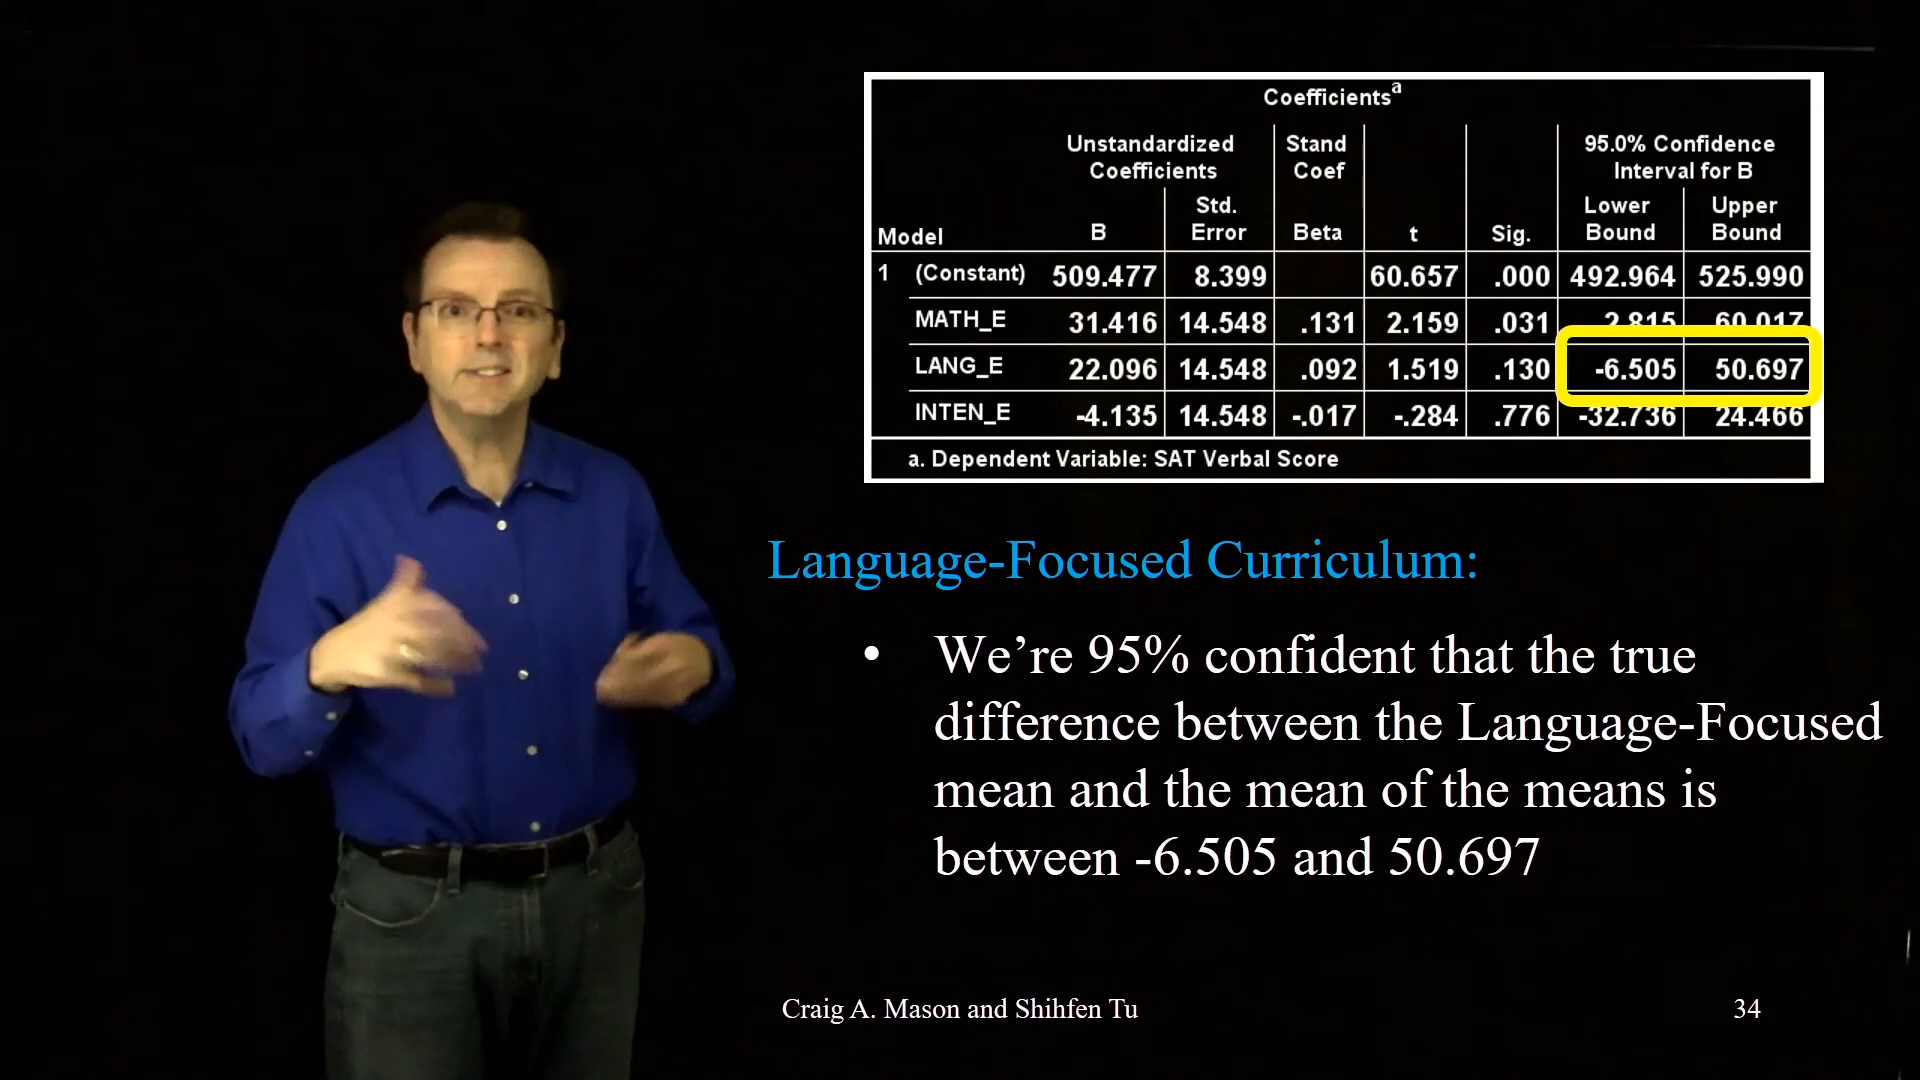 Coefficientsa
Unstandardized Coefficients Stand Coef 95.0% Confidence Interval for B
Model B Std. Error Beta t Sig. Lower Bound Upper Bound
1 (Constant) 509.477 8.399 60.657 .000 492.964 525.990
MATH_E 31.416 14.548 .131 2.159 .031 2.815 60.017
LANG_E 22.096 14.548 .092 1.519 .130 -6.505 50.697
INTEN_E -4.135 14.548 -.017 -.284 .776 -32.736 24.466
a. Dependent Variable: SAT Verbal Score
Language-Focused Curriculum:
• We’re 95% confident that the true
difference between the Language-Focused
mean and the mean of the means is
between -6.505 and 50.697
Craig A. Mason and Shihfen Tu 34